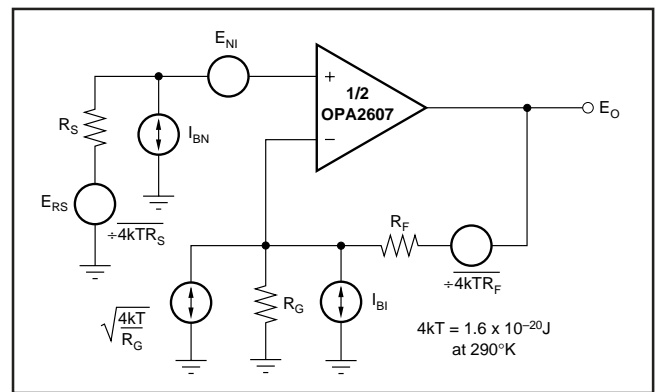 E_NI
+
1/2
OPA2607
−
E_O
R_S
I_BN
E_RS
÷4kTR_S
R_F
÷4kTR_F
√4kT/R_G
R_G
I_BI
4kT = 1.6 x 10^–20J
at 290°K